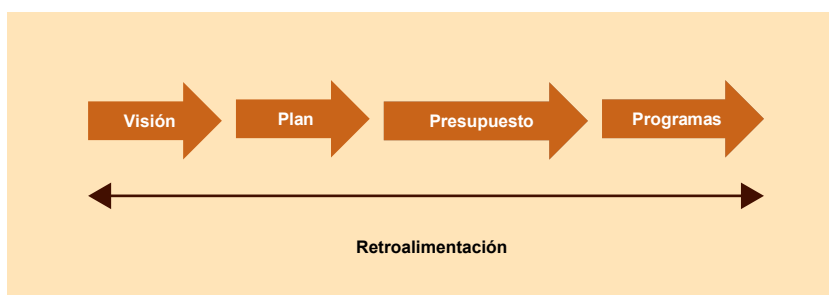 Visión
Plan
Presupuesto
Programas
Retroalimentación